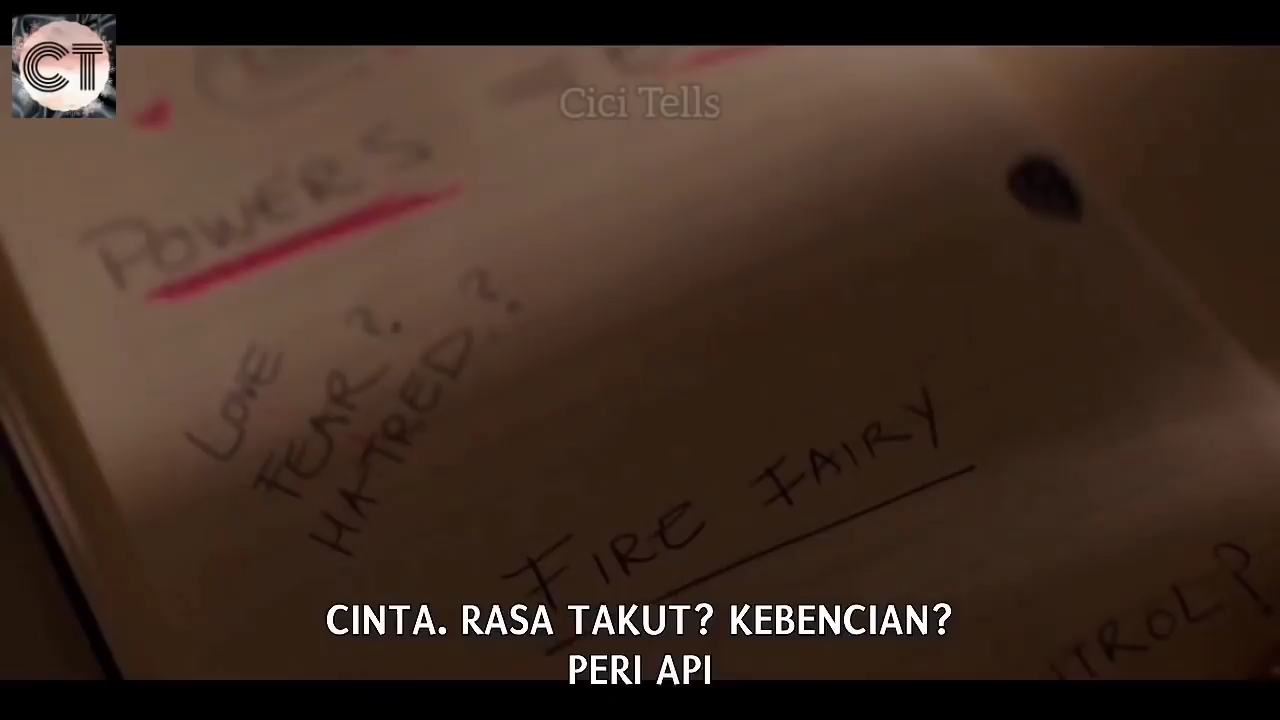 CT
Cici Tells
POWERS
LOVE
FEAR?
HATRED?
FIRE FAIRY
CINTA. RASA TAKUT? KEBENCIAN?
PERI API